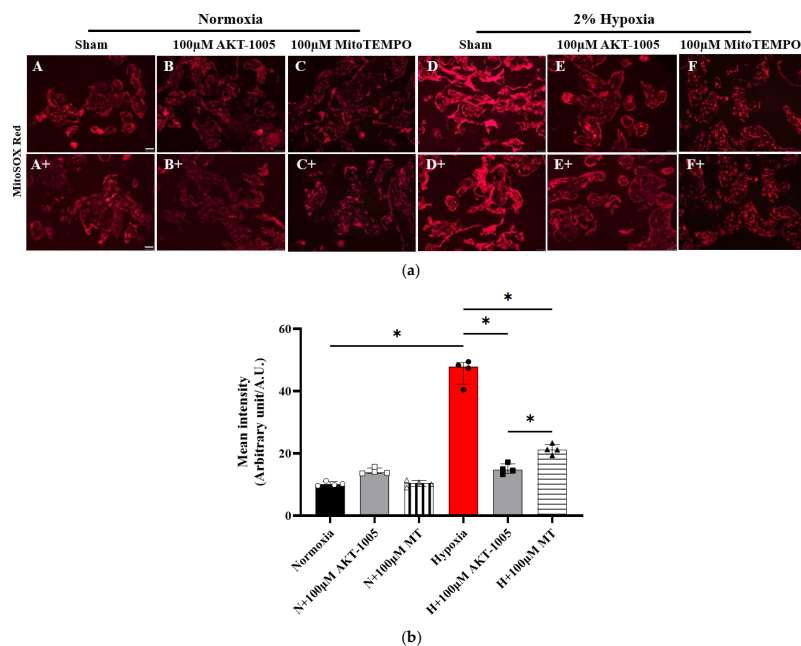 Normoxia 2% Hypoxia
Sham 100μM AKT-1005 100μM MitoTEMPO Sham 100μM AKT-1005 100μM MitoTEMPO
MitoSOX Red
A B C D E F
A+ B+ C+ D+ E+ F+
(a)
* * * *
Mean intensity
(Arbitrary unit/A.U.)
60
40
20
0
Normoxia
N+100μM AKT-1005
N+100μM MT
Hypoxia
H+100μM AKT-1005
H+100μM MT
(b)